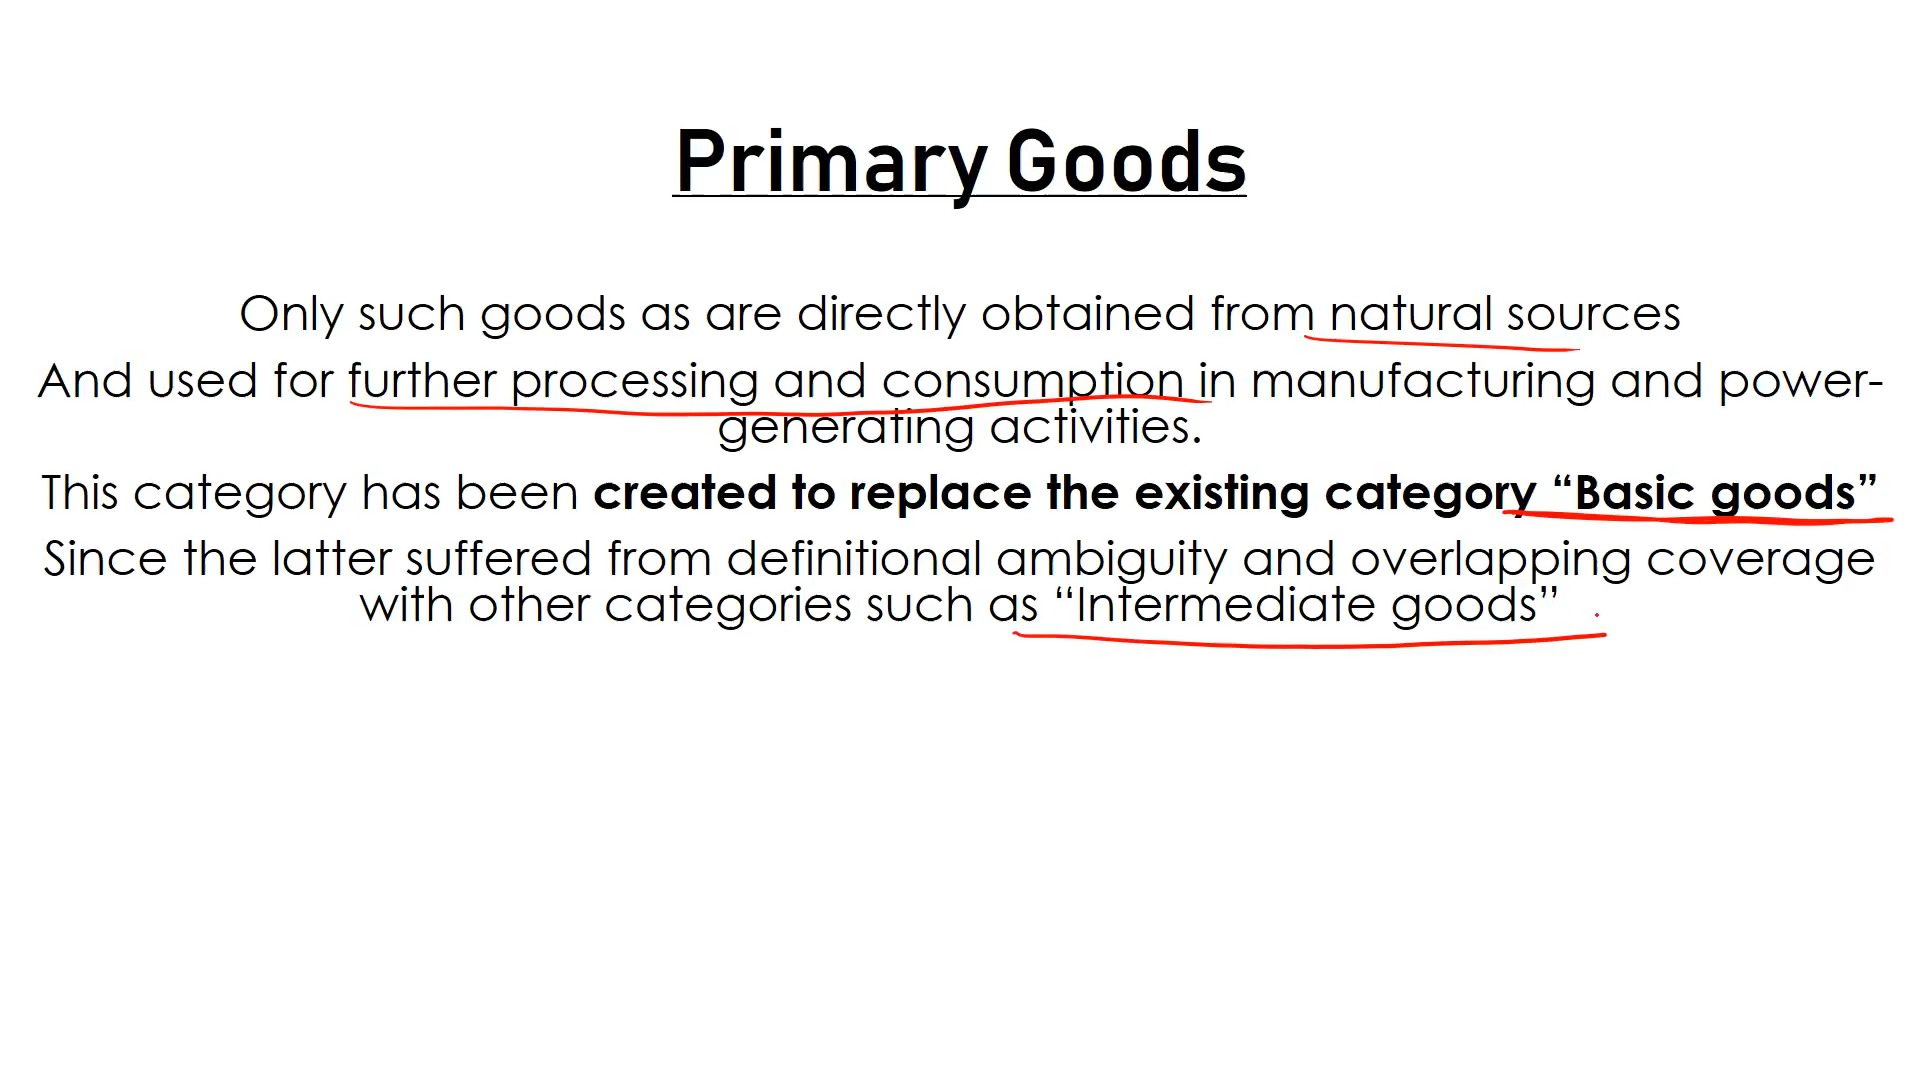 Primary Goods
Only such goods as are directly obtained from natural sources
And used for further processing and consumption in manufacturing and power-
generating activities.
This category has been created to replace the existing category “Basic goods”
Since the latter suffered from definitional ambiguity and overlapping coverage
with other categories such as “Intermediate goods”